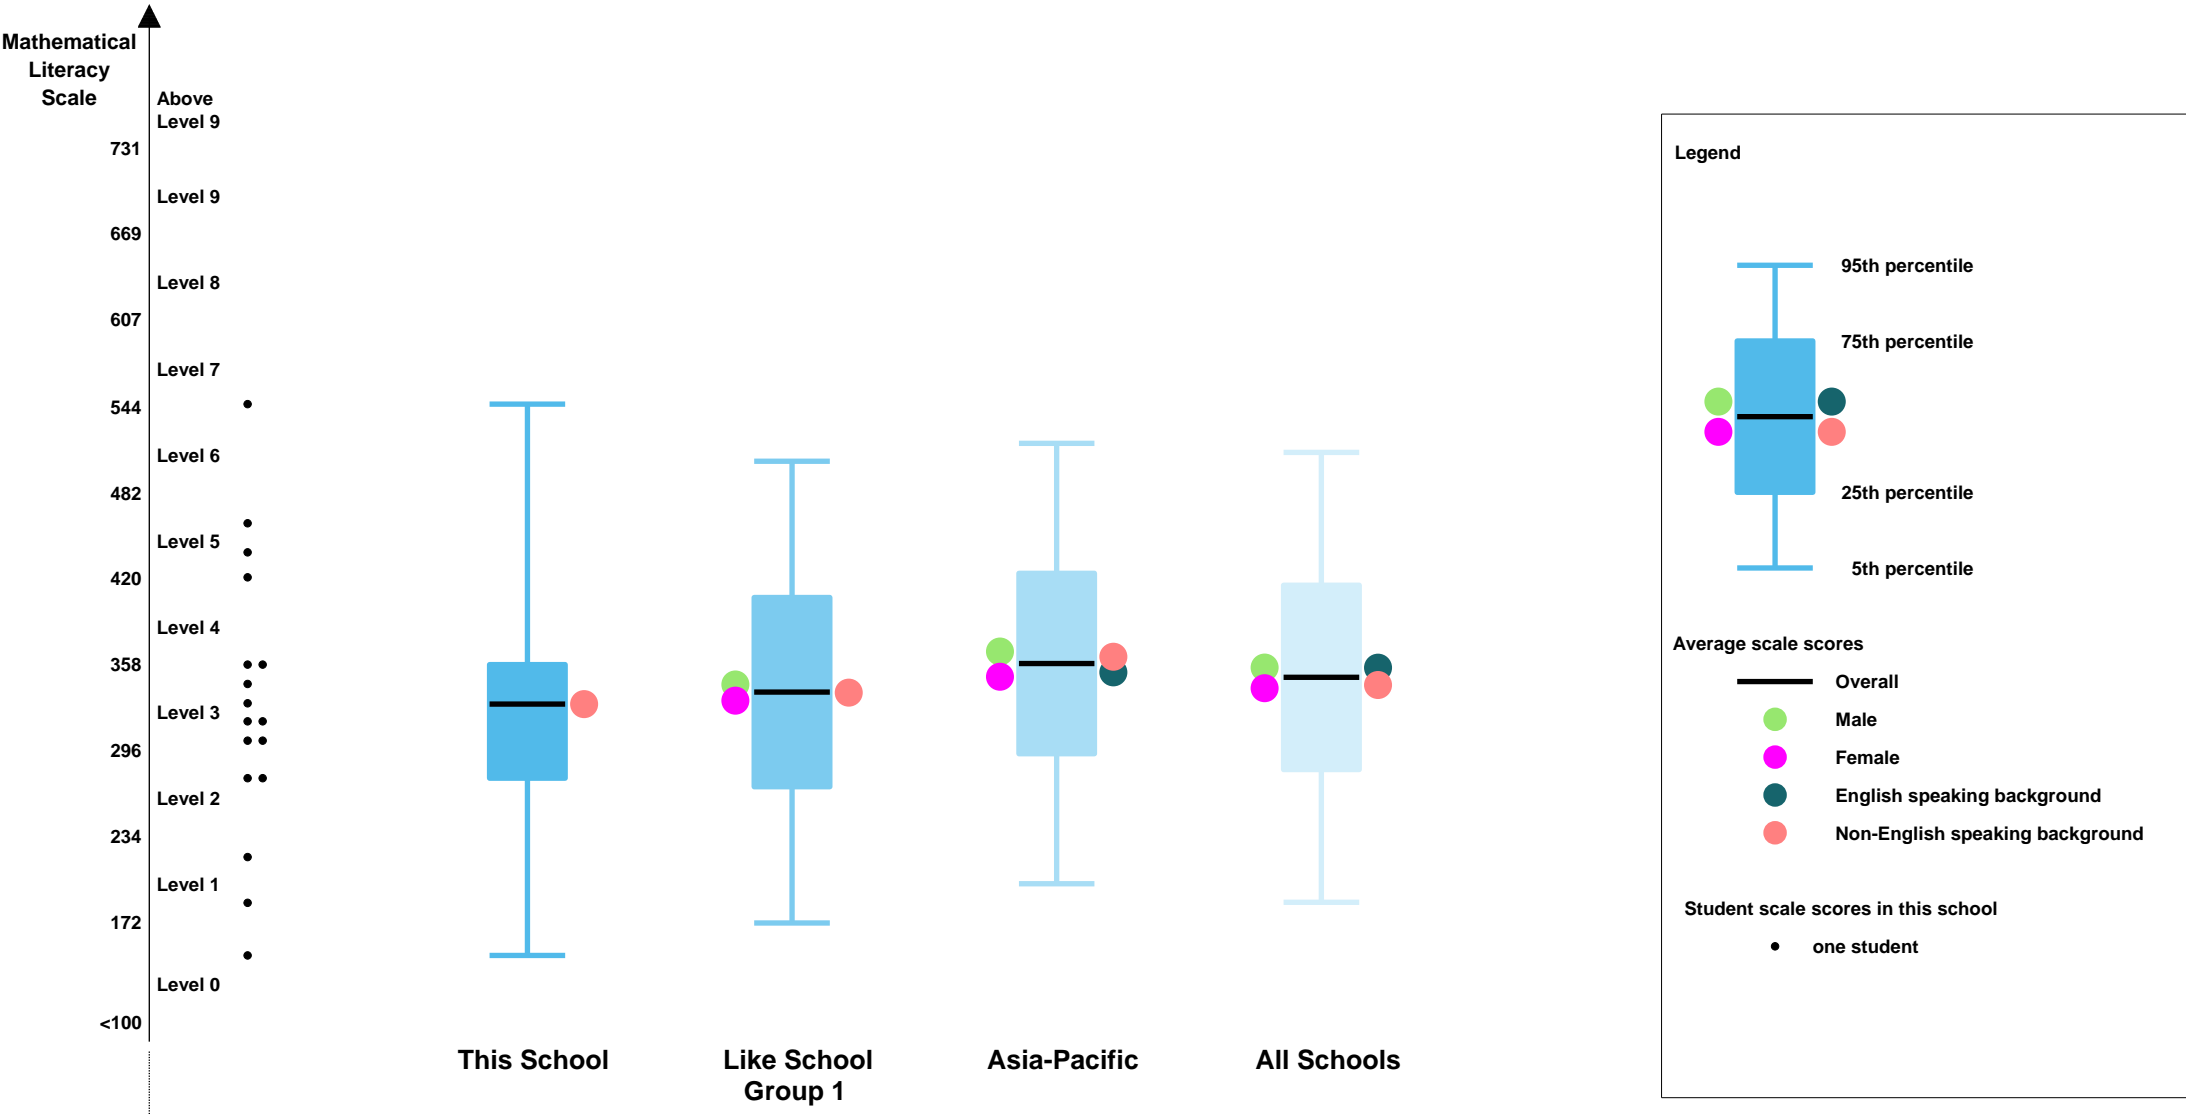 Mathematical
Literacy
Scale
Above
Level 9
731
Level 9
669
Level 8
607
Level 7
544
Level 6
482
Level 5
420
Level 4
358
Level 3
296
Level 2
234
Level 1
172
Level 0
<100
This School
Like School
Group 1
Asia-Pacific
All Schools
Legend
95th percentile
75th percentile
25th percentile
5th percentile
Average scale scores
Overall
Male
Female
English speaking background
Non-English speaking background
Student scale scores in this school
one student